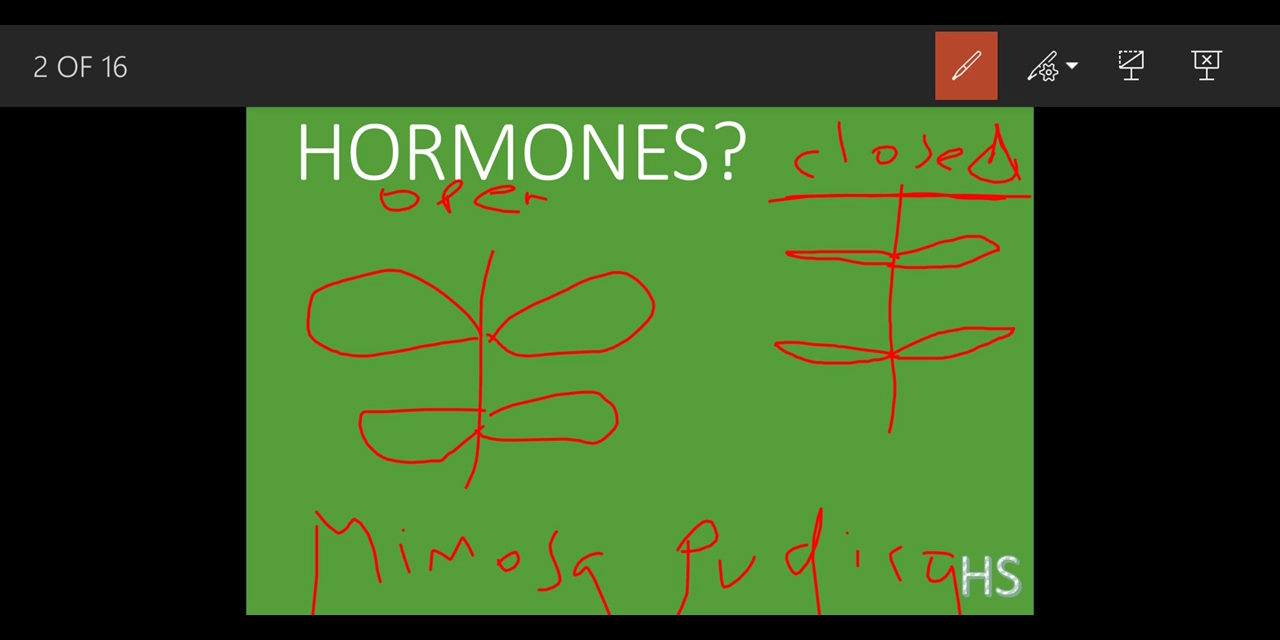 2 OF 16
HORMONES?
closed
open
Mimosa Pudica
HS